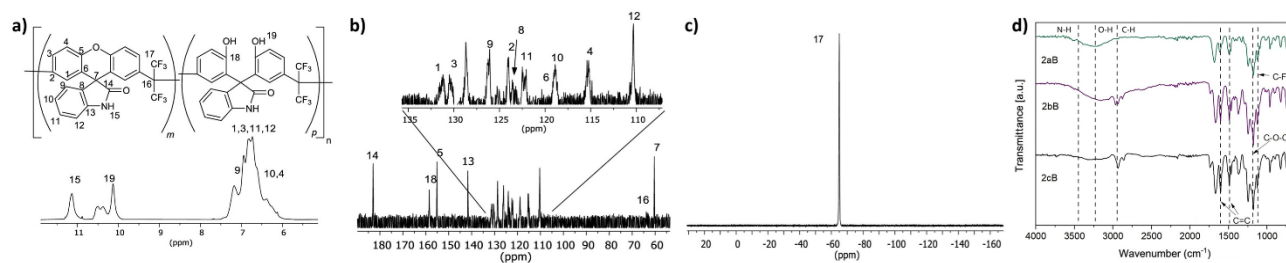 a)
4
3
5
O
17
2
1
6
7
14
16
CF3
CF3
9
8
O
10
13
NH
15
11
12
m
OH
OH
19
18
CF3
CF3
O
NH
p
n
1,3,11,12
9
10,4
15
19
11
10
9
8
7
6
(ppm)
b)
8
12
9
2
11
10
4
1
3
6
135
130
125
120
115
110
(ppm)
14
5
13
7
18
16
180
170
160
150
140
130
120
110
100
90
80
70
60
(ppm)
c)
17
20
0
-20
-40
-60
-80
-100
-120
-140
-160
(ppm)
d)
N-H
O-H
C-H
2aB
C-F
2bB
C-O-C
2cB
C=C
Transmittance [a.u.]
4000
3500
3000
2500
2000
1500
1000
Wavenumber (cm⁻¹)